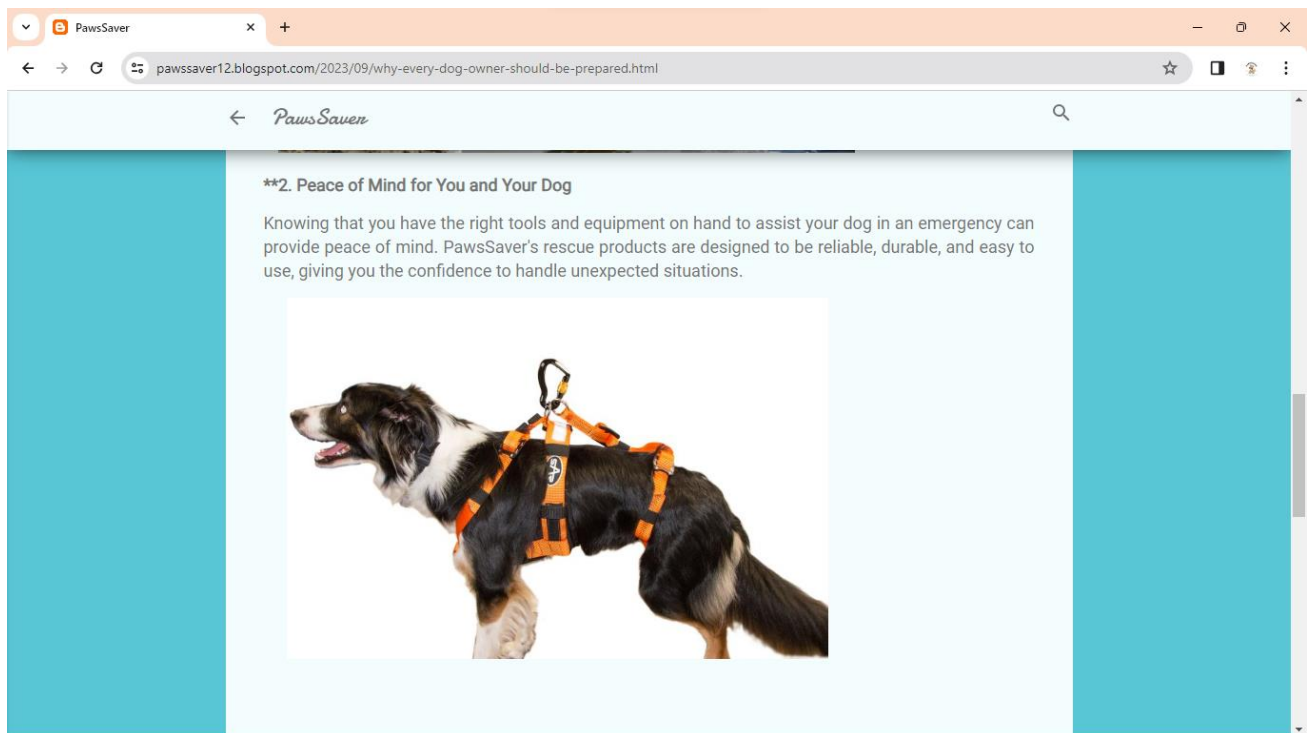 PawsSaver
pawssaver12.blogspot.com/2023/09/why-every-dog-owner-should-be-prepared.html
PawsSaver
**2. Peace of Mind for You and Your Dog
Knowing that you have the right tools and equipment on hand to assist your dog in an emergency can
provide peace of mind. PawsSaver's rescue products are designed to be reliable, durable, and easy to
use, giving you the confidence to handle unexpected situations.